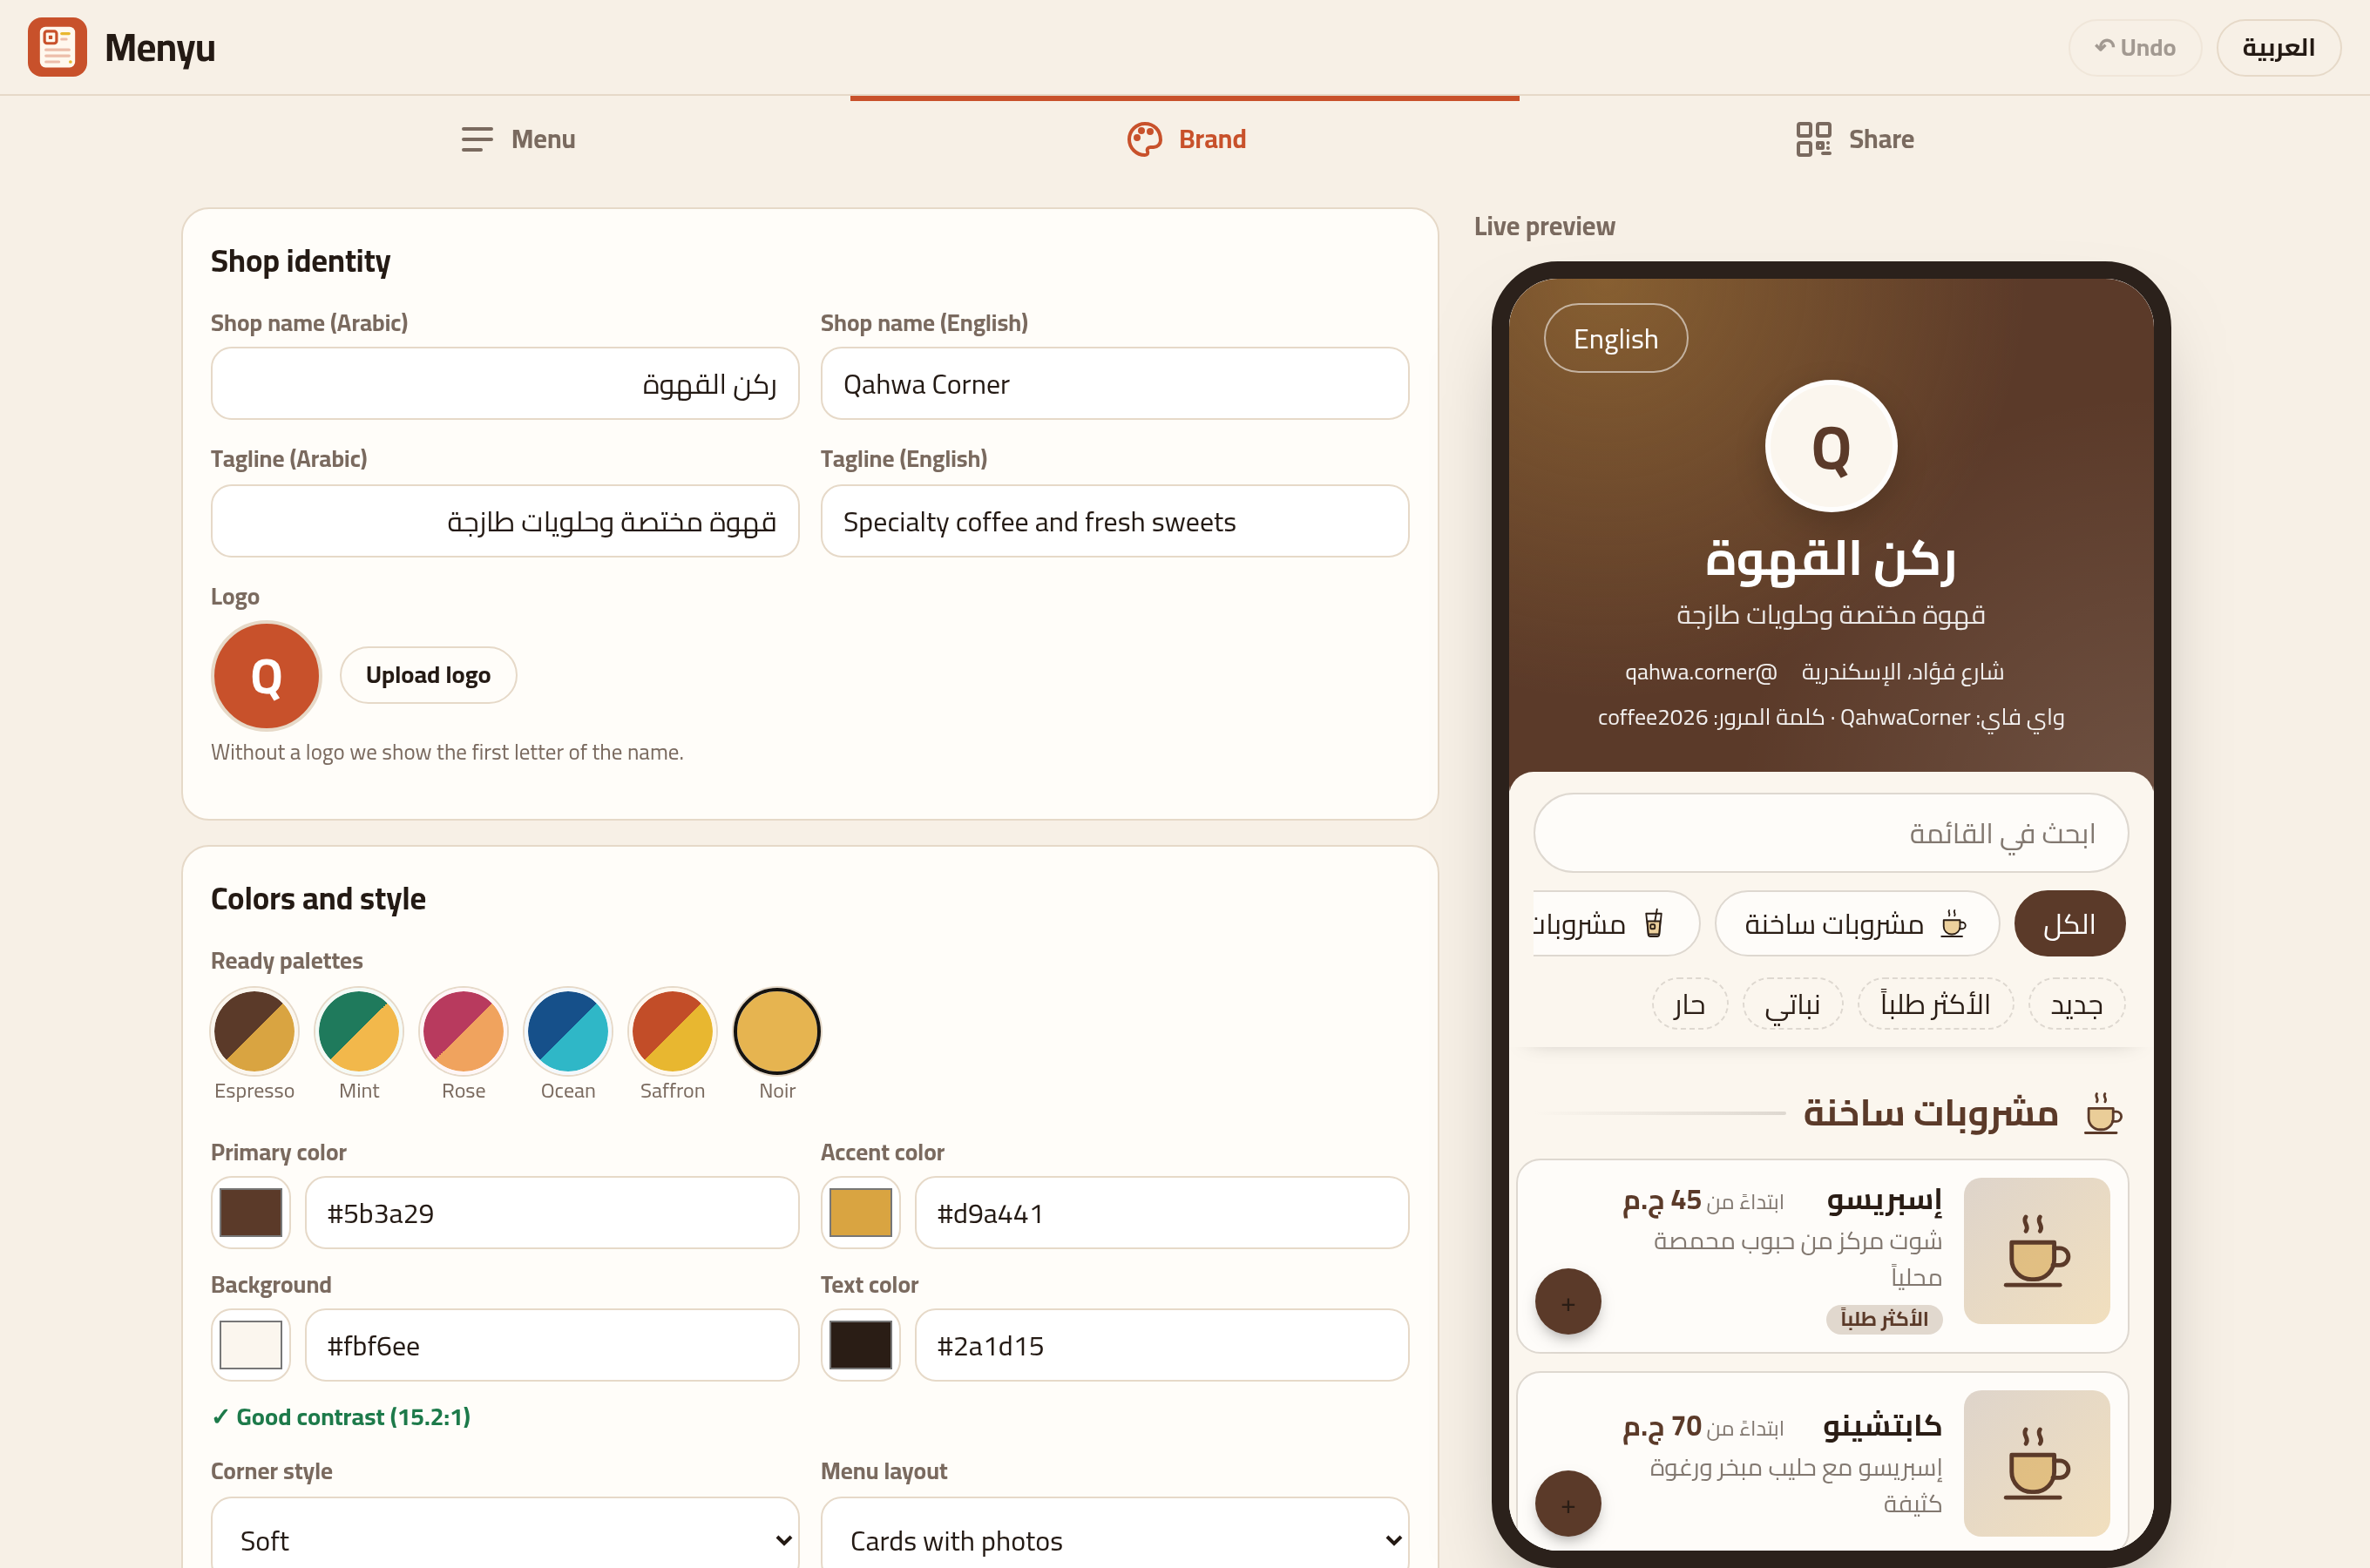 Menyu
↶ Undo
العربية
Menu
Brand
Share
Shop identity
Shop name (Arabic)
Shop name (English)
ركن القهوة
Qahwa Corner
Tagline (Arabic)
Tagline (English)
قهوة مختصة وحلويات طازجة
Specialty coffee and fresh sweets
Logo
Q
Upload logo
Without a logo we show the first letter of the name.
Colors and style
Ready palettes
Espresso
Mint
Rose
Ocean
Saffron
Noir
Primary color
Accent color
#5b3a29
#d9a441
Background
Text color
#fbf6ee
#2a1d15
✓ Good contrast (15.2:1)
Corner style
Menu layout
Soft
Cards with photos
Live preview
English
Q
ركن القهوة
قهوة مختصة وحلويات طازجة
شارع فؤاد، الإسكندرية
@qahwa.corner
واي فاي: QahwaCorner · كلمة المرور: coffee2026
ابحث في القائمة
الكل
مشروبات ساخنة
مشروبات
جديد
الأكثر طلباً
نباتي
حار
مشروبات ساخنة
إسبريسو
ابتداءً من 45 ج.م
شوت مركز من حبوب محمصة
محلياً
الأكثر طلباً
+
كابتشينو
ابتداءً من 70 ج.م
إسبريسو مع حليب مبخر ورغوة
كثيفة
+